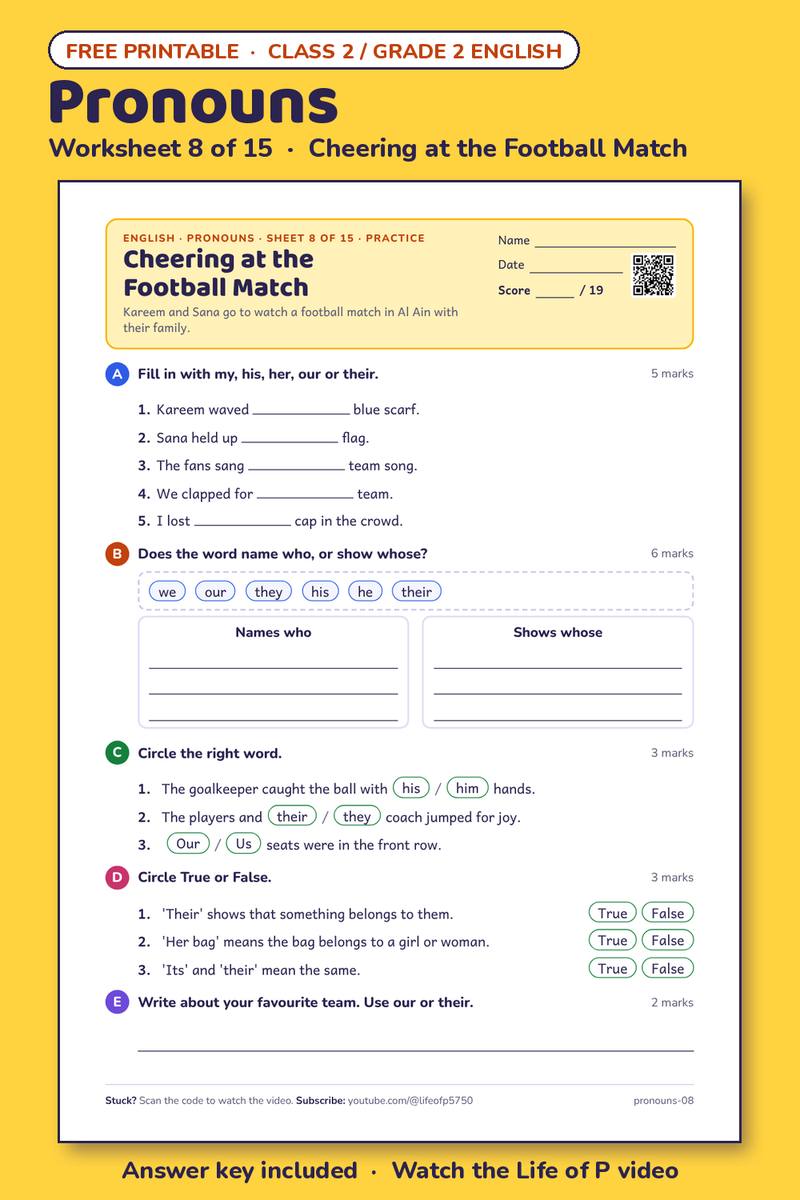 FREE PRINTABLE · CLASS 2 / GRADE 2 ENGLISH
Pronouns
Worksheet 8 of 15 · Cheering at the Football Match
ENGLISH · PRONOUNS · SHEET 8 OF 15 · PRACTICE
Cheering at the
Football Match
Kareem and Sana go to watch a football match in Al Ain with
their family.
Name ____________
Date ____________
Score ______ / 19
A Fill in with my, his, her, our or their. 5 marks
1. Kareem waved ____________ blue scarf.
2. Sana held up ____________ flag.
3. The fans sang ____________ team song.
4. We clapped for ____________ team.
5. I lost ____________ cap in the crowd.
B Does the word name who, or show whose? 6 marks
we our they his he their
Names who Shows whose
C Circle the right word. 3 marks
1. The goalkeeper caught the ball with his / him hands.
2. The players and their / they coach jumped for joy.
3. Our / Us seats were in the front row.
D Circle True or False. 3 marks
1. 'Their' shows that something belongs to them. True False
2. 'Her bag' means the bag belongs to a girl or woman. True False
3. 'Its' and 'their' mean the same. True False
E Write about your favourite team. Use our or their. 2 marks
Stuck? Scan the code to watch the video. Subscribe: youtube.com/@lifeofp5750 pronouns-08
Answer key included · Watch the Life of P video